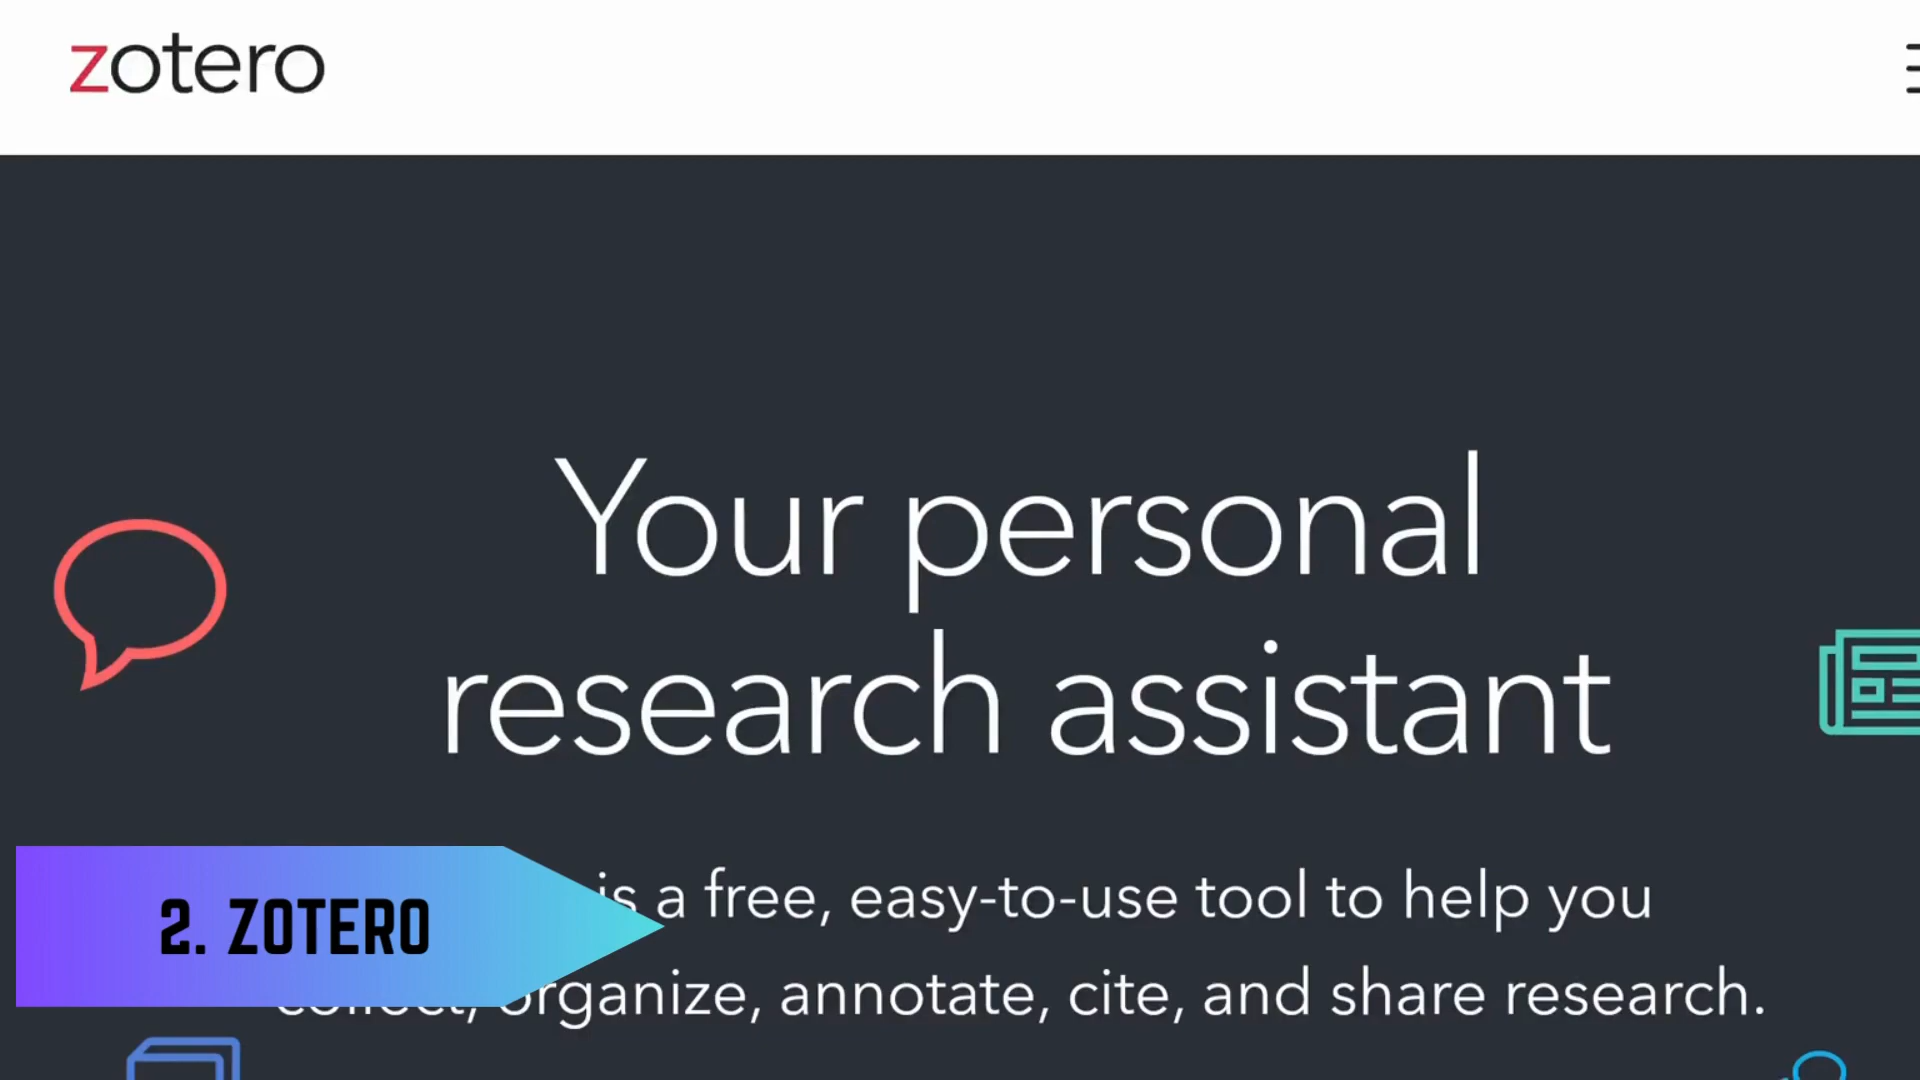 zotero
Your personal
research assistant
is a free, easy-to-use tool to help you
2. ZOTERO
collect, organize, annotate, cite, and share research.